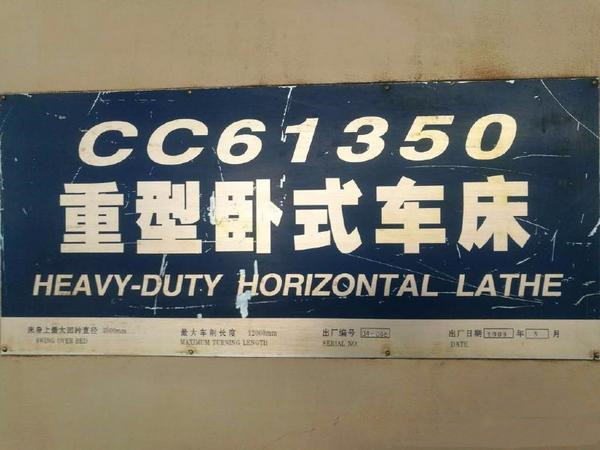 CC61350
重型卧式车床
HEAVY-DUTY HORIZONTAL LATHE
床身上最大回转直径 最大车削长度 12000mm 出厂编号 出厂日期 年 月
SWING OVER BED MAXIMUM TURNING LENGTH SERIAL NO. DATE